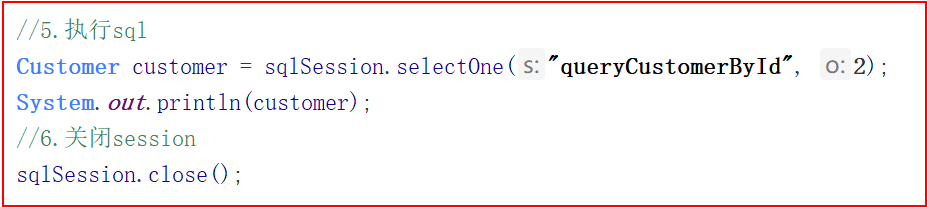 //5.执行sql
Customer customer = sqlSession.selectOne( s: "queryCustomerById", o: 2);
System.out.println(customer);
//6.关闭session
sqlSession.close();